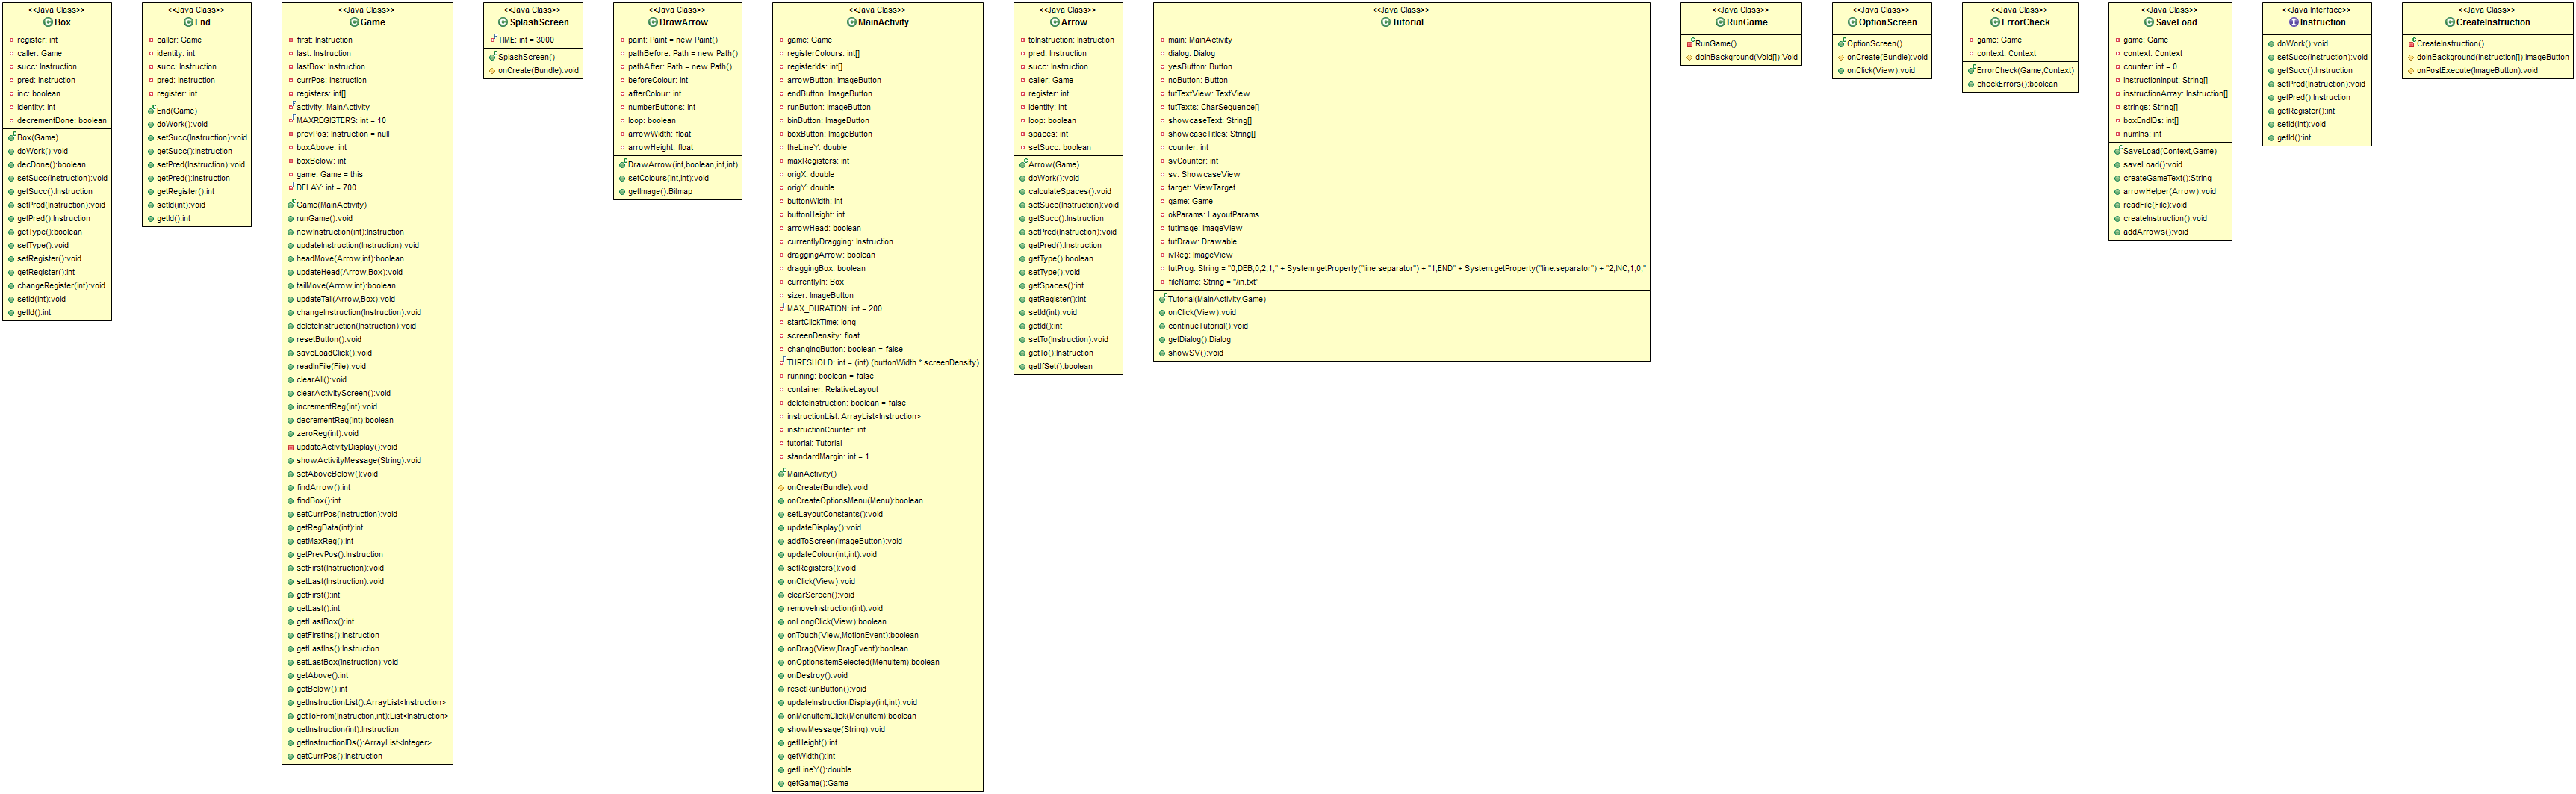 <<Java Class>>
Box
register: int
caller: Game
succ: Instruction
pred: Instruction
inc: boolean
identity: int
decrementDone: boolean
Box(Game)
doWork():void
decDone():boolean
setSucc(Instruction):void
getSucc():Instruction
setPred(Instruction):void
getPred():Instruction
getType():boolean
setType():void
setRegister():void
getRegister():int
changeRegister(int):void
setId(int):void
getId():int
<<Java Class>>
End
caller: Game
identity: int
succ: Instruction
pred: Instruction
register: int
End(Game)
doWork():void
setSucc(Instruction):void
getSucc():Instruction
setPred(Instruction):void
getPred():Instruction
getRegister():int
setId(int):void
getId():int
<<Java Class>>
Game
first: Instruction
last: Instruction
lastBox: Instruction
currPos: Instruction
registers: int[]
activity: MainActivity
MAXREGISTERS: int = 10
prevPos: Instruction = null
boxAbove: int
boxBelow: int
game: Game = this
DELAY: int = 700
Game(MainActivity)
runGame():void
newInstruction(int):Instruction
updateInstruction(Instruction):void
headMove(Arrow,int):boolean
updateHead(Arrow,Box):void
tailMove(Arrow,int):boolean
updateTail(Arrow,Box):void
changeInstruction(Instruction):void
deleteInstruction(Instruction):void
resetButton():void
saveLoadClick():void
readInFile(File):void
clearAll():void
clearActivityScreen():void
incrementReg(int):void
decrementReg(int):boolean
zeroReg(int):void
updateActivityDisplay():void
showActivityMessage(String):void
setAboveBelow():void
findArrow():int
findBox():int
setCurrPos(Instruction):void
getRegData(int):int
getMaxReg():int
getPrevPos():Instruction
setFirst(Instruction):void
setLast(Instruction):void
getFirst():int
getLast():int
getLastBox():int
getFirstIns():Instruction
getLastIns():Instruction
setLastBox(Instruction):void
getAbove():int
getBelow():int
getInstructionList():ArrayList<Instruction>
getToFrom(Instruction,int):List<Instruction>
getInstruction(int):Instruction
getInstructionIDs():ArrayList<Integer>
getCurrPos():Instruction
<<Java Class>>
SplashScreen
TIME: int = 3000
SplashScreen()
onCreate(Bundle):void
<<Java Class>>
DrawArrow
paint: Paint = new Paint()
pathBefore: Path = new Path()
pathAfter: Path = new Path()
beforeColour: int
afterColour: int
numberButtons: int
loop: boolean
arrowWidth: float
arrowHeight: float
DrawArrow(int,boolean,int,int)
setColours(int,int):void
getImage():Bitmap
<<Java Class>>
MainActivity
game: Game
registerColours: int[]
registerIds: int[]
arrowButton: ImageButton
endButton: ImageButton
runButton: ImageButton
binButton: ImageButton
boxButton: ImageButton
theLineY: double
maxRegisters: int
origX: double
origY: double
buttonWidth: int
buttonHeight: int
arrowHead: boolean
currentlyDragging: Instruction
draggingArrow: boolean
draggingBox: boolean
currentlyIn: Box
sizer: ImageButton
MAX_DURATION: int = 200
startClickTime: long
screenDensity: float
changingButton: boolean = false
THRESHOLD: int = (int) (buttonWidth * screenDensity)
running: boolean = false
container: RelativeLayout
deleteInstruction: boolean = false
instructionList: ArrayList<Instruction>
instructionCounter: int
tutorial: Tutorial
standardMargin: int = 1
MainActivity()
onCreate(Bundle):void
onCreateOptionsMenu(Menu):boolean
setLayoutConstants():void
updateDisplay():void
addToScreen(ImageButton):void
updateColour(int,int):void
setRegisters():void
onClick(View):void
clearScreen():void
removeInstruction(int):void
onLongClick(View):boolean
onTouch(View,MotionEvent):boolean
onDrag(View,DragEvent):boolean
onOptionsItemSelected(MenuItem):boolean
onDestroy():void
resetRunButton():void
updateInstructionDisplay(int,int):void
onMenuItemClick(MenuItem):boolean
showMessage(String):void
getHeight():int
getWidth():int
getLineY():double
getGame():Game
<<Java Class>>
Arrow
toInstruction: Instruction
pred: Instruction
succ: Instruction
caller: Game
register: int
identity: int
loop: boolean
spaces: int
setSucc: boolean
Arrow(Game)
doWork():void
calculateSpaces():void
setSucc(Instruction):void
getSucc():Instruction
setPred(Instruction):void
getPred():Instruction
getType():boolean
setType():void
getSpaces():int
getRegister():int
setId(int):void
getId():int
setTo(Instruction):void
getTo():Instruction
getIfSet():boolean
<<Java Class>>
Tutorial
main: MainActivity
dialog: Dialog
yesButton: Button
noButton: Button
tutTextView: TextView
tutTexts: CharSequence[]
showcaseText: String[]
showcaseTitles: String[]
counter: int
svCounter: int
sv: ShowcaseView
target: ViewTarget
game: Game
okParams: LayoutParams
tutImage: ImageView
tutDraw: Drawable
ivReg: ImageView
tutProg: String = "0,DEB,0,2,1," + System.getProperty("line.separator") + "1,END" + System.getProperty("line.separator") + "2,INC,1,0,"
fileName: String = "/in.txt"
Tutorial(MainActivity,Game)
onClick(View):void
continueTutorial():void
getDialog():Dialog
showSV():void
<<Java Class>>
RunGame
RunGame()
doInBackground(Void[]):Void
<<Java Class>>
OptionScreen
OptionScreen()
onCreate(Bundle):void
onClick(View):void
<<Java Class>>
ErrorCheck
game: Game
context: Context
ErrorCheck(Game,Context)
checkErrors():boolean
<<Java Class>>
SaveLoad
game: Game
context: Context
counter: int = 0
instructionInput: String[]
instructionArray: Instruction[]
strings: String[]
boxEndIDs: int[]
numIns: int
SaveLoad(Context,Game)
saveLoad():void
createGameText():String
arrowHelper(Arrow):void
readFile(File):void
createInstruction():void
addArrows():void
<<Java Interface>>
Instruction
doWork():void
setSucc(Instruction):void
getSucc():Instruction
setPred(Instruction):void
getPred():Instruction
getRegister():int
setId(int):void
getId():int
<<Java Class>>
CreateInstruction
CreateInstruction()
doInBackground(Instruction[]):ImageButton
onPostExecute(ImageButton):void